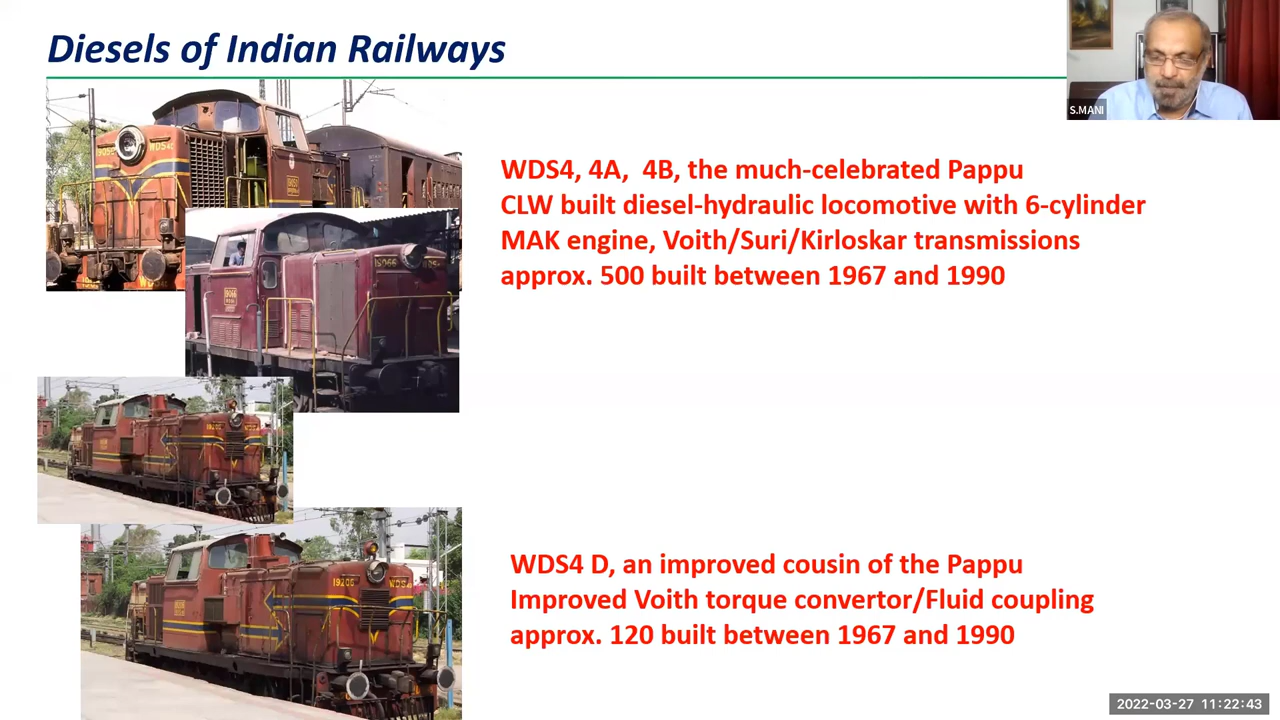 Diesels of Indian Railways
S.MANI
WDS4, 4A, 4B, the much-celebrated Pappu
CLW built diesel-hydraulic locomotive with 6-cylinder
MAK engine, Voith/Suri/Kirloskar transmissions
approx. 500 built between 1967 and 1990
19066
19206
WDS4 D, an improved cousin of the Pappu
Improved Voith torque convertor/Fluid coupling
approx. 120 built between 1967 and 1990
2022-03-27 11:22:43